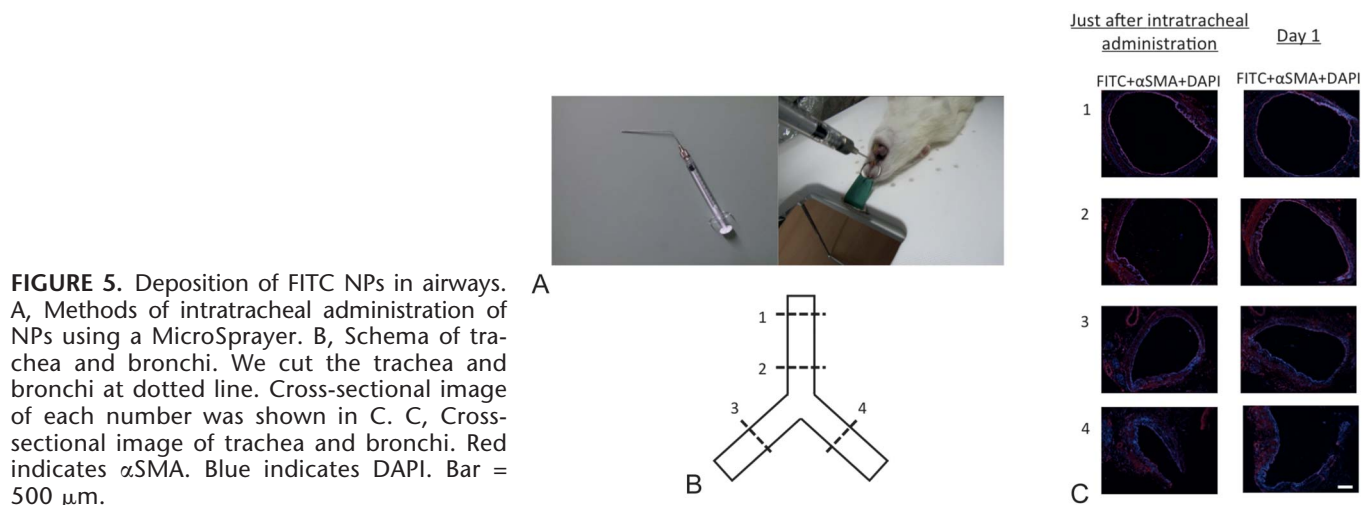 FIGURE 5. Deposition of FITC NPs in airways.
A, Methods of intratracheal administration of
NPs using a MicroSprayer. B, Schema of tra-
chea and bronchi. We cut the trachea and
bronchi at dotted line. Cross-sectional image
of each number was shown in C. C, Cross-
sectional image of trachea and bronchi. Red
indicates αSMA. Blue indicates DAPI. Bar =
500 μm.
A
1
2
3
4
B
Just after intratracheal
administration
Day 1
FITC+αSMA+DAPI
FITC+αSMA+DAPI
1
2
3
4
C